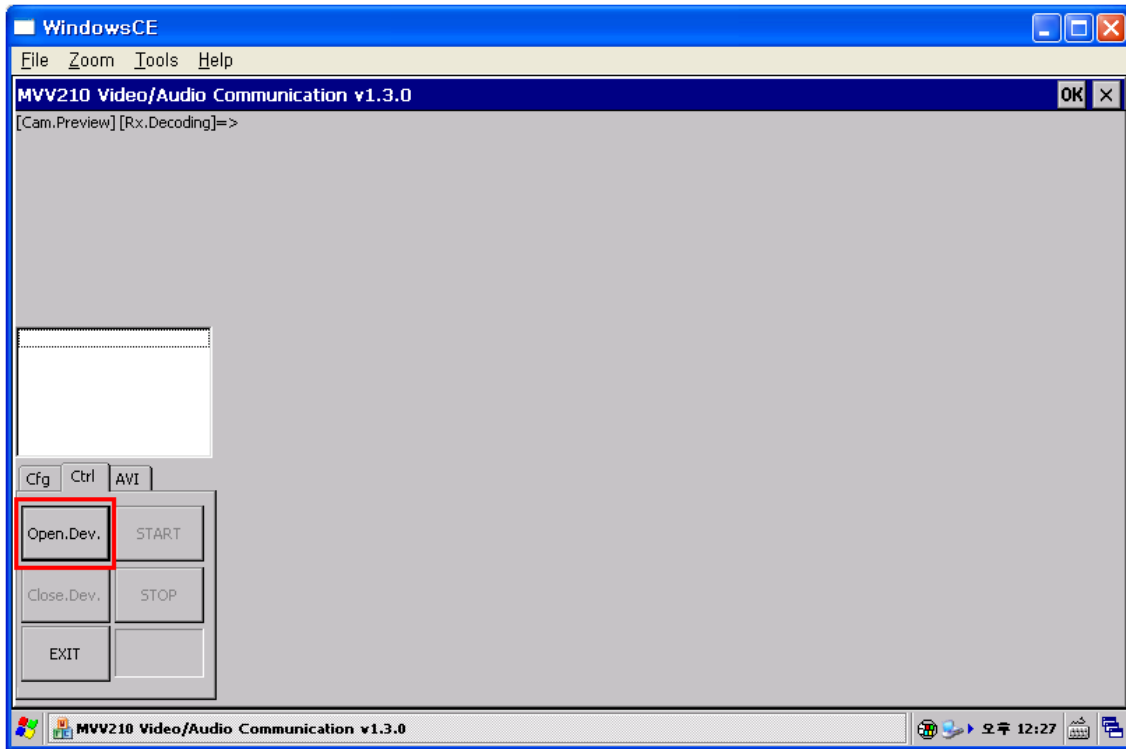 WindowsCE
File Zoom Tools Help
MVV210 Video/Audio Communication v1.3.0 OK ×
[Cam.Preview] [Rx.Decoding]=>
Cfg Ctrl AVI
Open.Dev. START
Close.Dev. STOP
EXIT
MVV210 Video/Audio Communication v1.3.0 오후 12:27